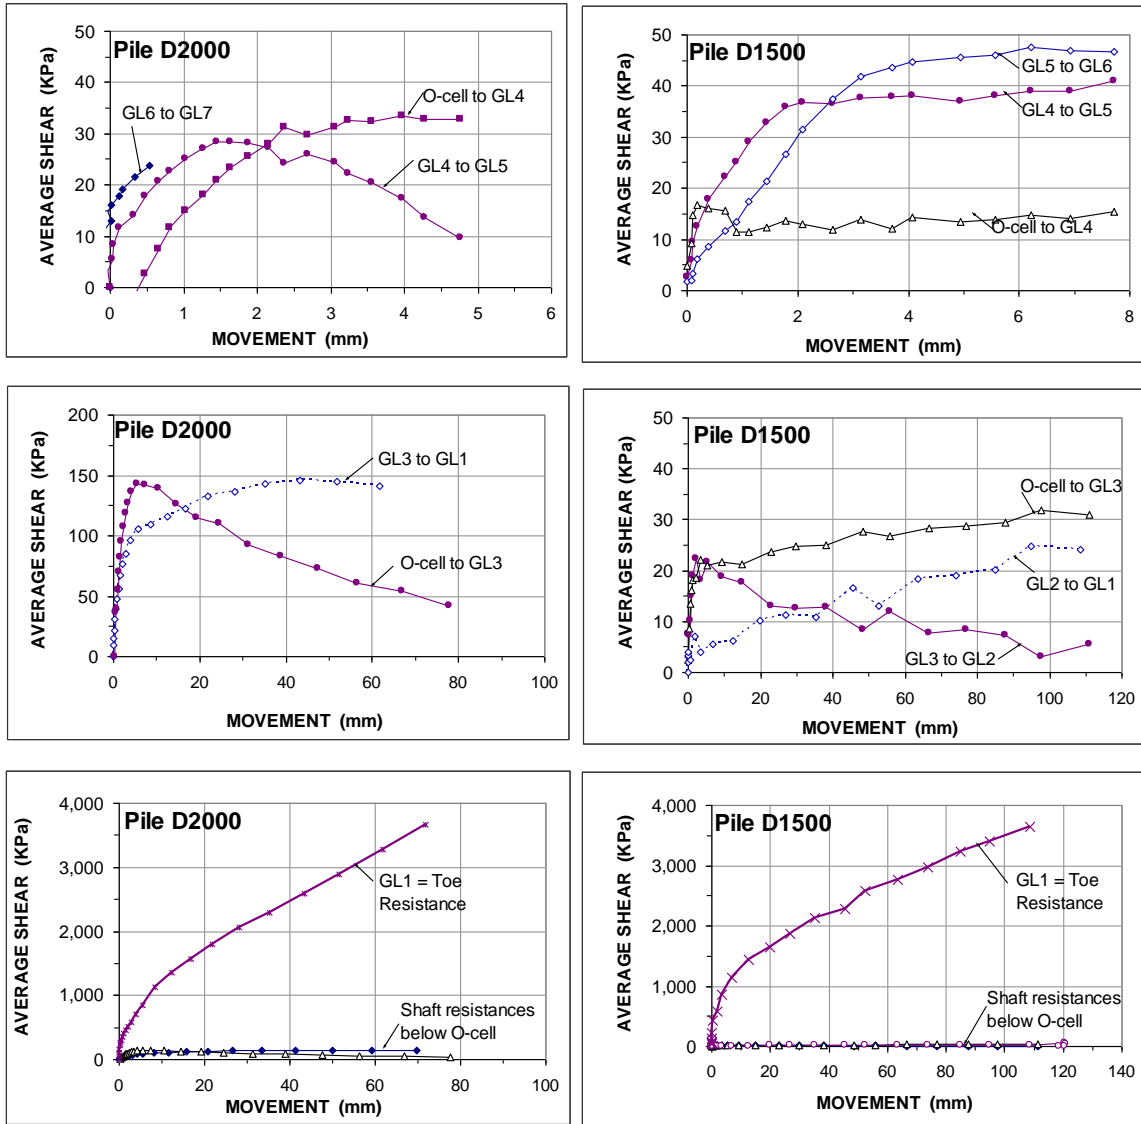 Pile D2000
AVERAGE SHEAR (KPa)
50
40
30
20
10
0
GL6 to GL7
O-cell to GL4
GL4 to GL5
0 1 2 3 4 5 6
MOVEMENT (mm)
Pile D1500
AVERAGE SHEAR (KPa)
50
40
30
20
10
0
GL5 to GL6
GL4 to GL5
O-cell to GL4
0 2 4 6 8
MOVEMENT (mm)
Pile D2000
AVERAGE SHEAR (KPa)
200
150
100
50
0
GL3 to GL1
O-cell to GL3
0 20 40 60 80 100
MOVEMENT (mm)
Pile D1500
AVERAGE SHEAR (KPa)
50
40
30
20
10
0
O-cell to GL3
GL2 to GL1
GL3 to GL2
0 20 40 60 80 100 120
MOVEMENT (mm)
Pile D2000
AVERAGE SHEAR (KPa)
4,000
3,000
2,000
1,000
0
GL1 = Toe
Resistance
Shaft resistances
below O-cell
0 20 40 60 80 100
MOVEMENT (mm)
Pile D1500
AVERAGE SHEAR (KPa)
4,000
3,000
2,000
1,000
0
GL1 = Toe
Resistance
Shaft resistances
below O-cell
0 20 40 60 80 100 120 140
MOVEMENT (mm)